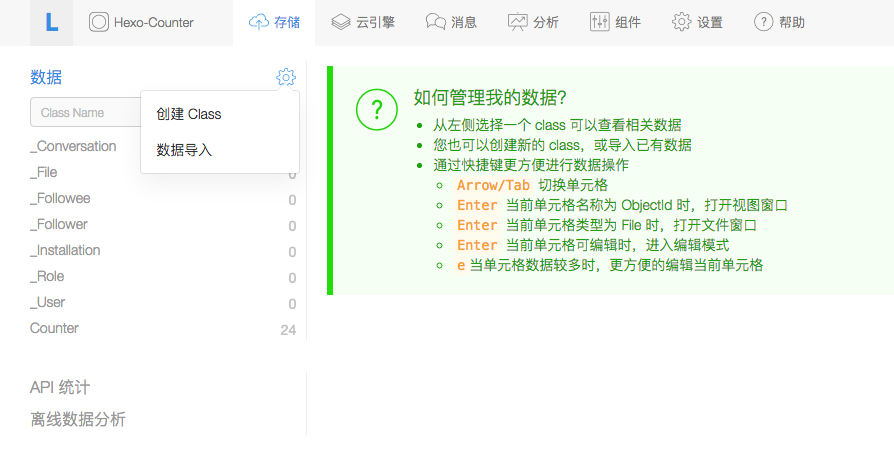 L Hexo-Counter 存储 云引擎 消息 分析 组件 设置 帮助
数据
Class Name
创建 Class
数据导入
_Conversation
_File 0
_Followee 0
_Follower 0
_Installation 0
_Role 0
_User 0
Counter 24
API 统计
离线数据分析
?
如何管理我的数据?
从左侧选择一个 class 可以查看相关数据
您也可以创建新的 class，或导入已有数据
通过快捷键更方便进行数据操作
Arrow/Tab 切换单元格
Enter 当前单元格名称为 ObjectId 时，打开视图窗口
Enter 当前单元格类型为 File 时，打开文件窗口
Enter 当前单元格可编辑时，进入编辑模式
e 当单元格数据较多时，更方便的编辑当前单元格